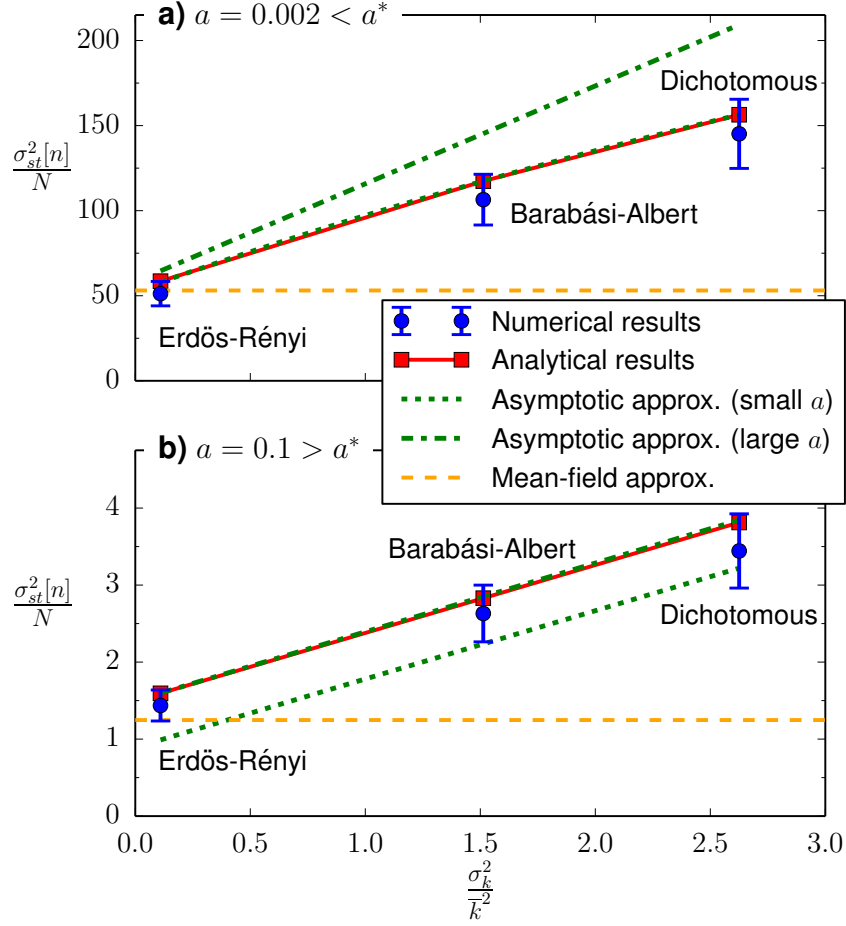 a) a = 0.002 < a*
200
150
100
50
0
σ²st[n]
N
Dichotomous
Barabási-Albert
Erdös-Rényi
Numerical results
Analytical results
Asymptotic approx. (small a)
Asymptotic approx. (large a)
Mean-field approx.
b) a = 0.1 > a*
4
3
2
1
0
σ²st[n]
N
Barabási-Albert
Dichotomous
Erdös-Rényi
0.0 0.5 1.0 1.5 2.0 2.5 3.0
σ²k
k̅²